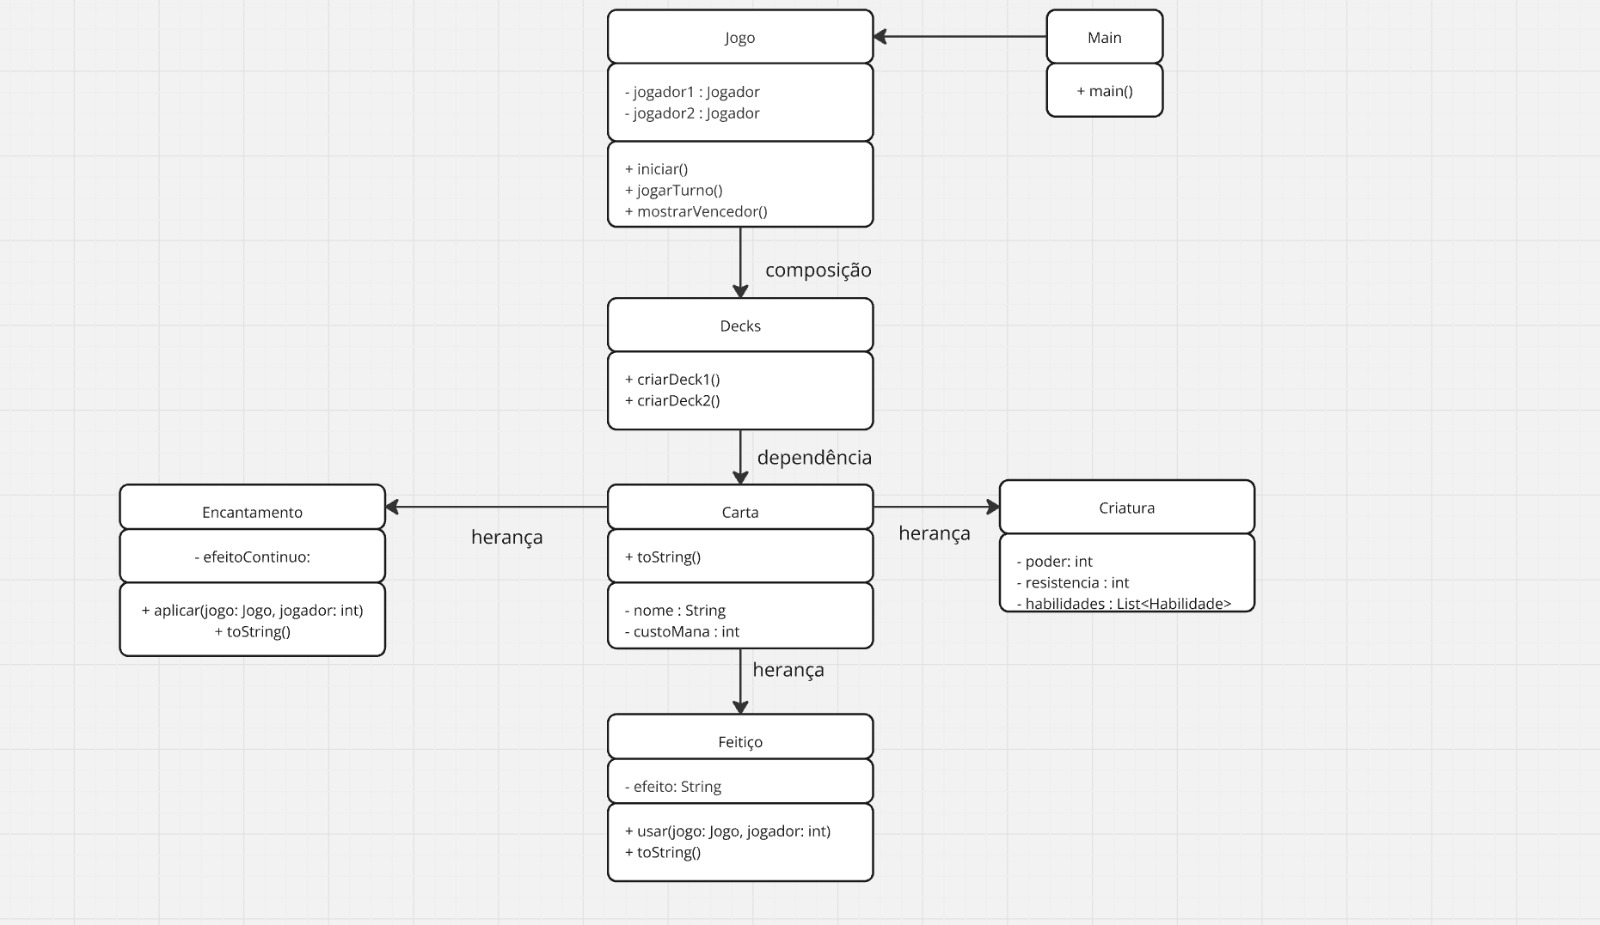 Jogo
- jogador1 : Jogador
- jogador2 : Jogador
+ iniciar()
+ jogarTurno()
+ mostrarVencedor()
Main
+ main()
composição
Decks
+ criarDeck1()
+ criarDeck2()
dependência
Encantamento
- efeitoContinuo:
+ aplicar(jogo: Jogo, jogador: int)
+ toString()
herança
Carta
+ toString()
- nome : String
- custoMana : int
herança
Criatura
- poder: int
- resistencia : int
- habilidades : List<Habilidade>
herança
Feitiço
- efeito: String
+ usar(jogo: Jogo, jogador: int)
+ toString()